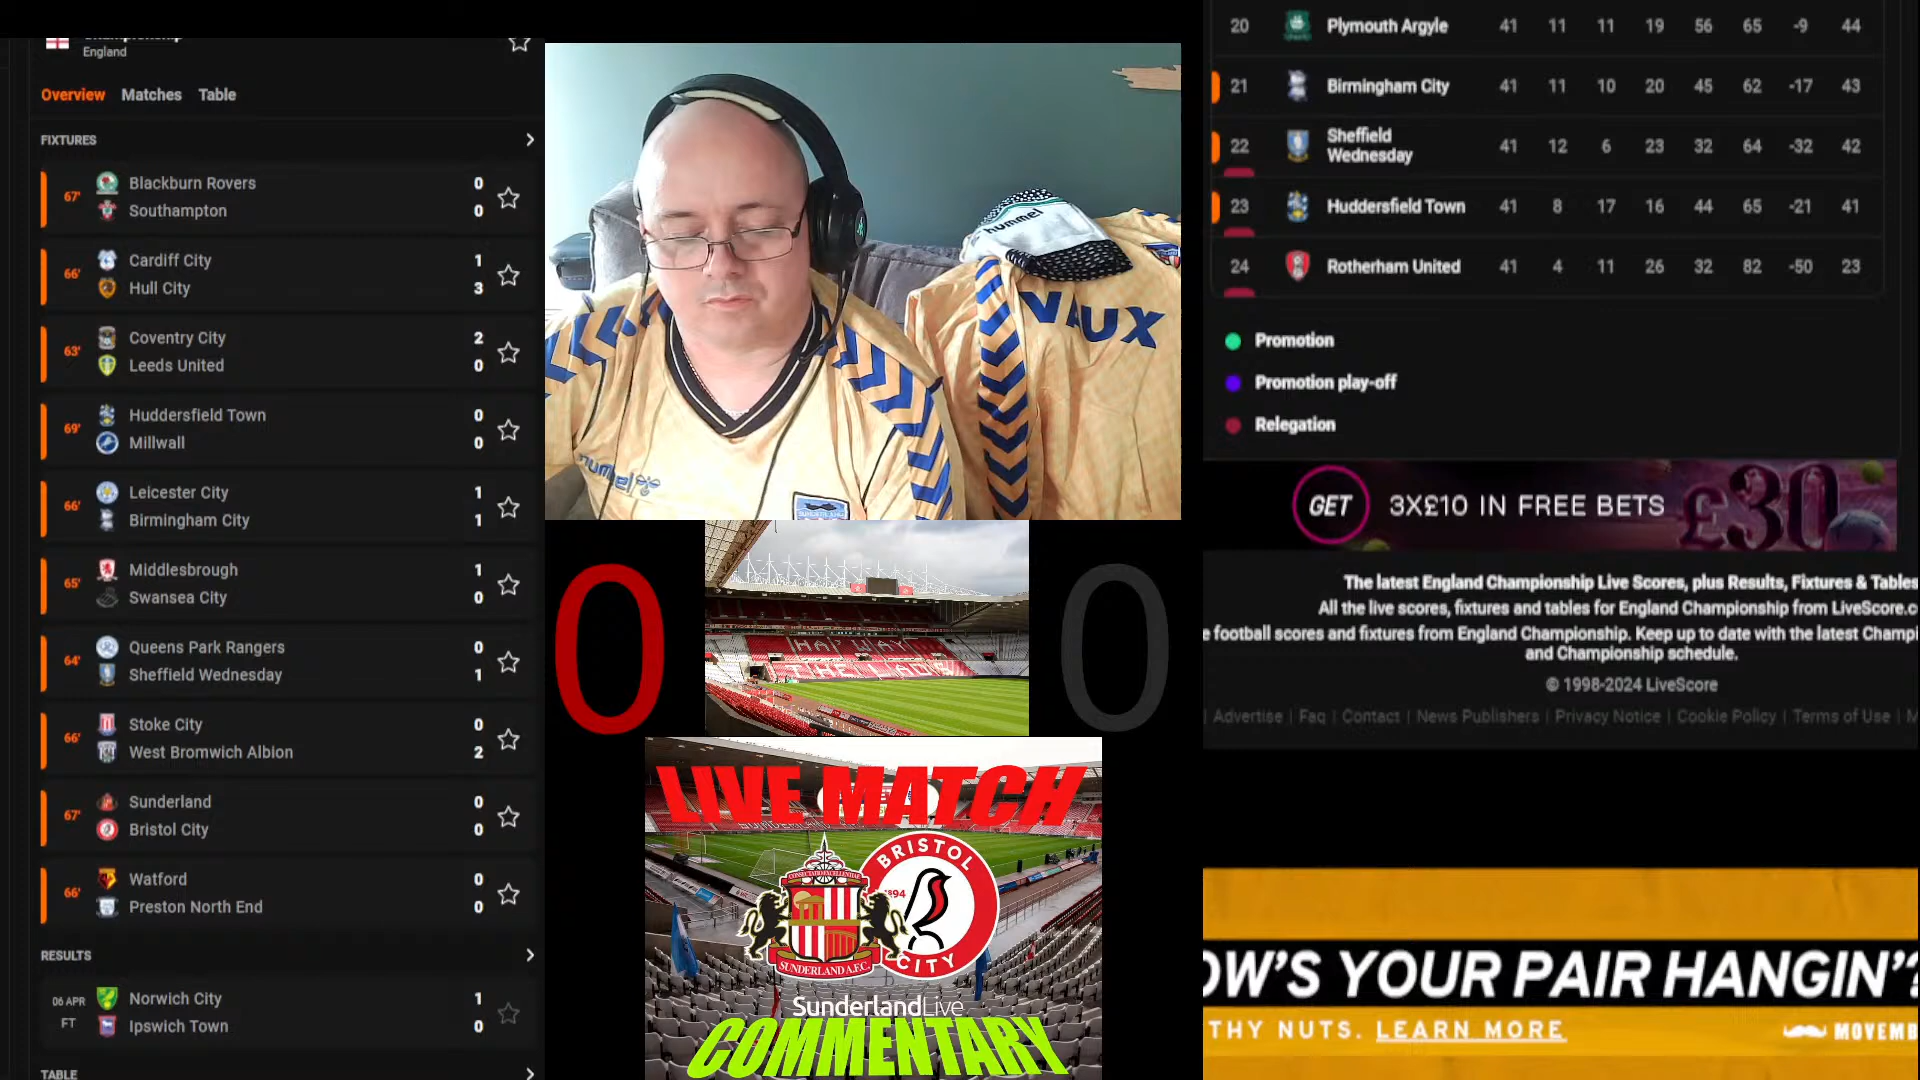 England
Overview Matches Table
FIXTURES
67' Blackburn Rovers 0
Southampton 0
66' Cardiff City 1
Hull City 3
63' Coventry City 2
Leeds United 0
69' Huddersfield Town 0
Millwall 0
66' Leicester City 1
Birmingham City 1
65' Middlesbrough 1
Swansea City 0
64' Queens Park Rangers 0
Sheffield Wednesday 1
66' Stoke City 0
West Bromwich Albion 2
67' Sunderland 0
Bristol City 0
66' Watford 0
Preston North End 0
RESULTS
06 APR Norwich City 1
FT Ipswich Town 0
TABLE
hummel
VAUX
hummel
SUNDERLAND
0 0
HA'WAY
THE LADS
LIVE MATCH
BRISTOL
1894
CITY
CONSECTATIO EXCELLENTIAE
SUNDERLAND A.F.C
SunderlandLive
COMMENTARY
20 Plymouth Argyle 41 11 11 19 56 65 -9 44
21 Birmingham City 41 11 10 20 45 62 -17 43
22 Sheffield Wednesday 41 12 6 23 32 64 -32 42
23 Huddersfield Town 41 8 17 16 44 65 -21 41
24 Rotherham United 41 4 11 26 32 82 -50 23
Promotion
Promotion play-off
Relegation
GET 3X£10 IN FREE BETS £30
The latest England Championship Live Scores, plus Results, Fixtures & Tables
All the live scores, fixtures and tables for England Championship from LiveScore.c
e football scores and fixtures from England Championship. Keep up to date with the latest Champi
and Championship schedule.
© 1998-2024 LiveScore
Advertise | Faq | Contact | News Publishers | Privacy Notice | Cookie Policy | Terms of Use | M
OW'S YOUR PAIR HANGIN'?
THY NUTS. LEARN MORE
MOVEMB